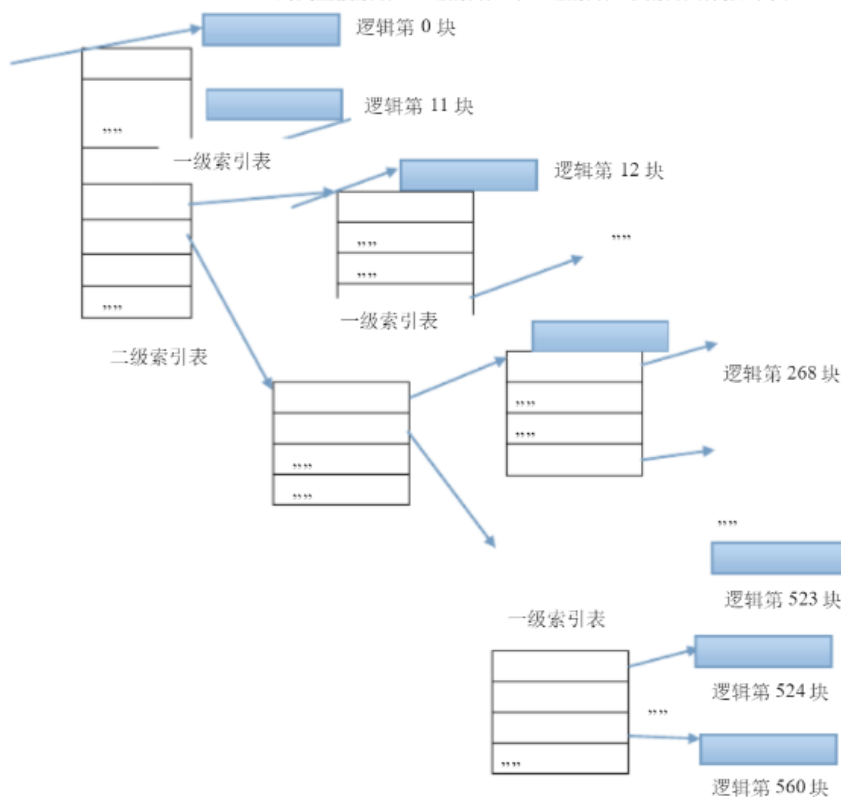 逻辑第 0 块
逻辑第 11 块
””
一级索引表
逻辑第 12 块
””
””
””
””
一级索引表
二级索引表
逻辑第 268 块
””
””
””
””
””
逻辑第 523 块
一级索引表
逻辑第 524 块
””
””
逻辑第 560 块